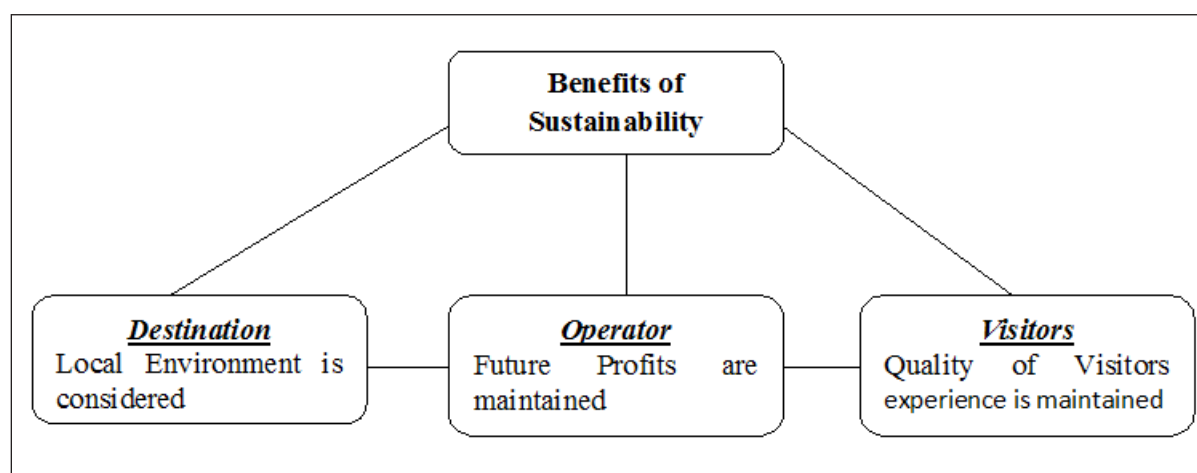 Benefits of
Sustainability
Destination
Local Environment is
considered
Operator
Future Profits are
maintained
Visitors
Quality of Visitors
experience is maintained